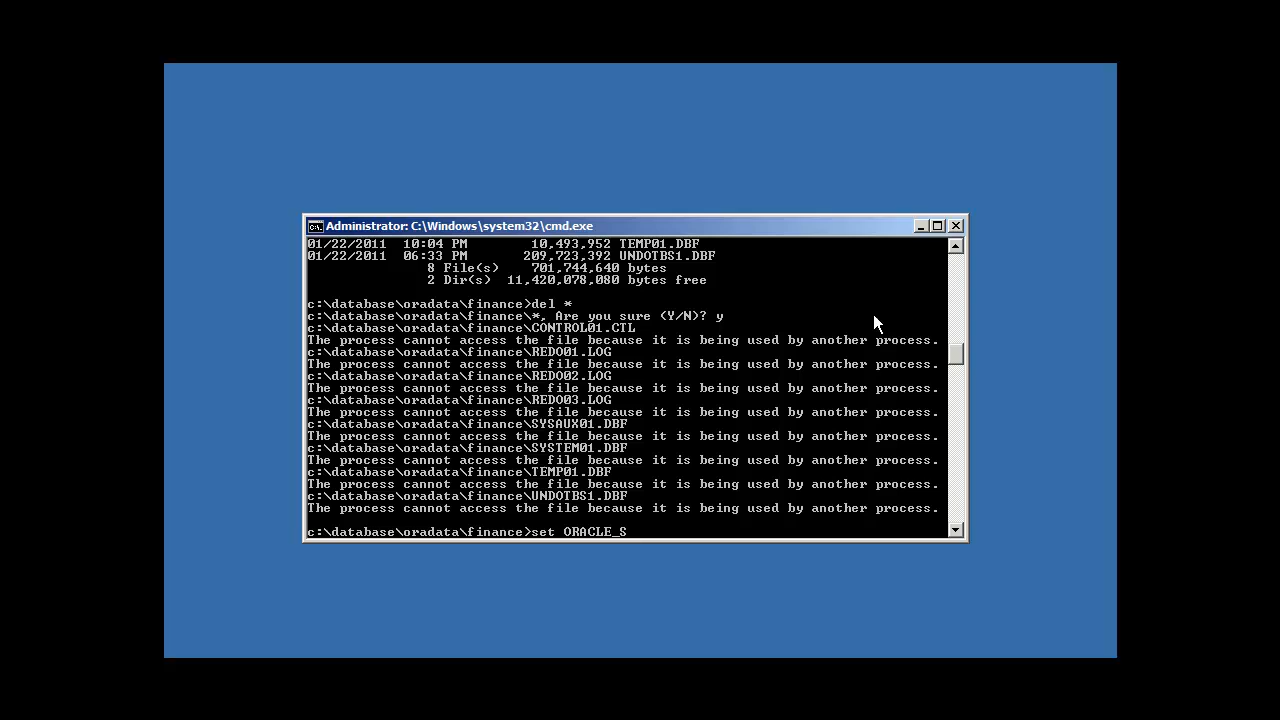 Administrator: C:\Windows\system32\cmd.exe
01/22/2011  10:04 PM        10,493,952 TEMP01.DBF
01/22/2011  06:33 PM       209,723,392 UNDOTBS1.DBF
               8 File(s)    701,744,640 bytes
               2 Dir(s)  11,420,078,080 bytes free
c:\database\oradata\finance>del *
c:\database\oradata\finance\*, Are you sure (Y/N)? y
c:\database\oradata\finance\CONTROL01.CTL
The process cannot access the file because it is being used by another process.
c:\database\oradata\finance\REDO01.LOG
The process cannot access the file because it is being used by another process.
c:\database\oradata\finance\REDO02.LOG
The process cannot access the file because it is being used by another process.
c:\database\oradata\finance\REDO03.LOG
The process cannot access the file because it is being used by another process.
c:\database\oradata\finance\SYSAUX01.DBF
The process cannot access the file because it is being used by another process.
c:\database\oradata\finance\SYSTEM01.DBF
The process cannot access the file because it is being used by another process.
c:\database\oradata\finance\TEMP01.DBF
The process cannot access the file because it is being used by another process.
c:\database\oradata\finance\UNDOTBS1.DBF
The process cannot access the file because it is being used by another process.
c:\database\oradata\finance>set ORACLE_S